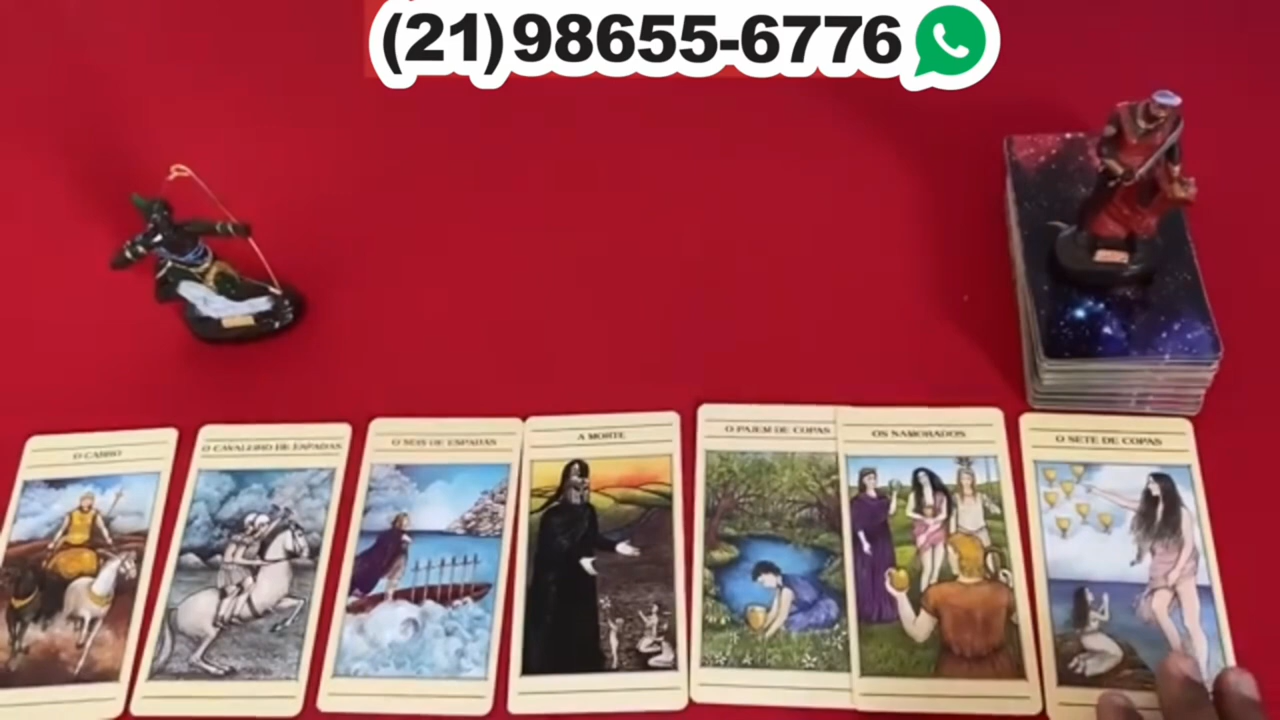 (21)98655-6776
O CARRO
O CAVALEIRO DE ESPADAS
O SEIS DE ESPADAS
A MORTE
O PAJEM DE COPAS
OS NAMORADOS
O SETE DE COPAS